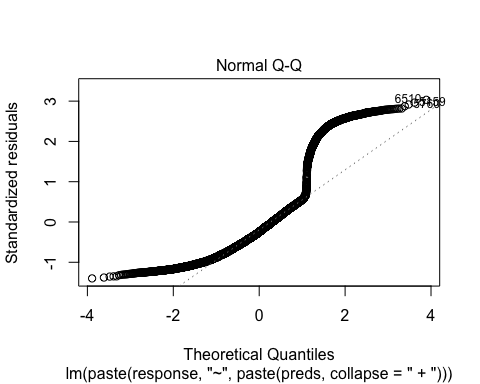 Normal Q-Q
Standardized residuals
3
2
1
0
-1
6510
-4
-2
0
2
4
Theoretical Quantiles
lm(paste(response, "~", paste(preds, collapse = " + ")))